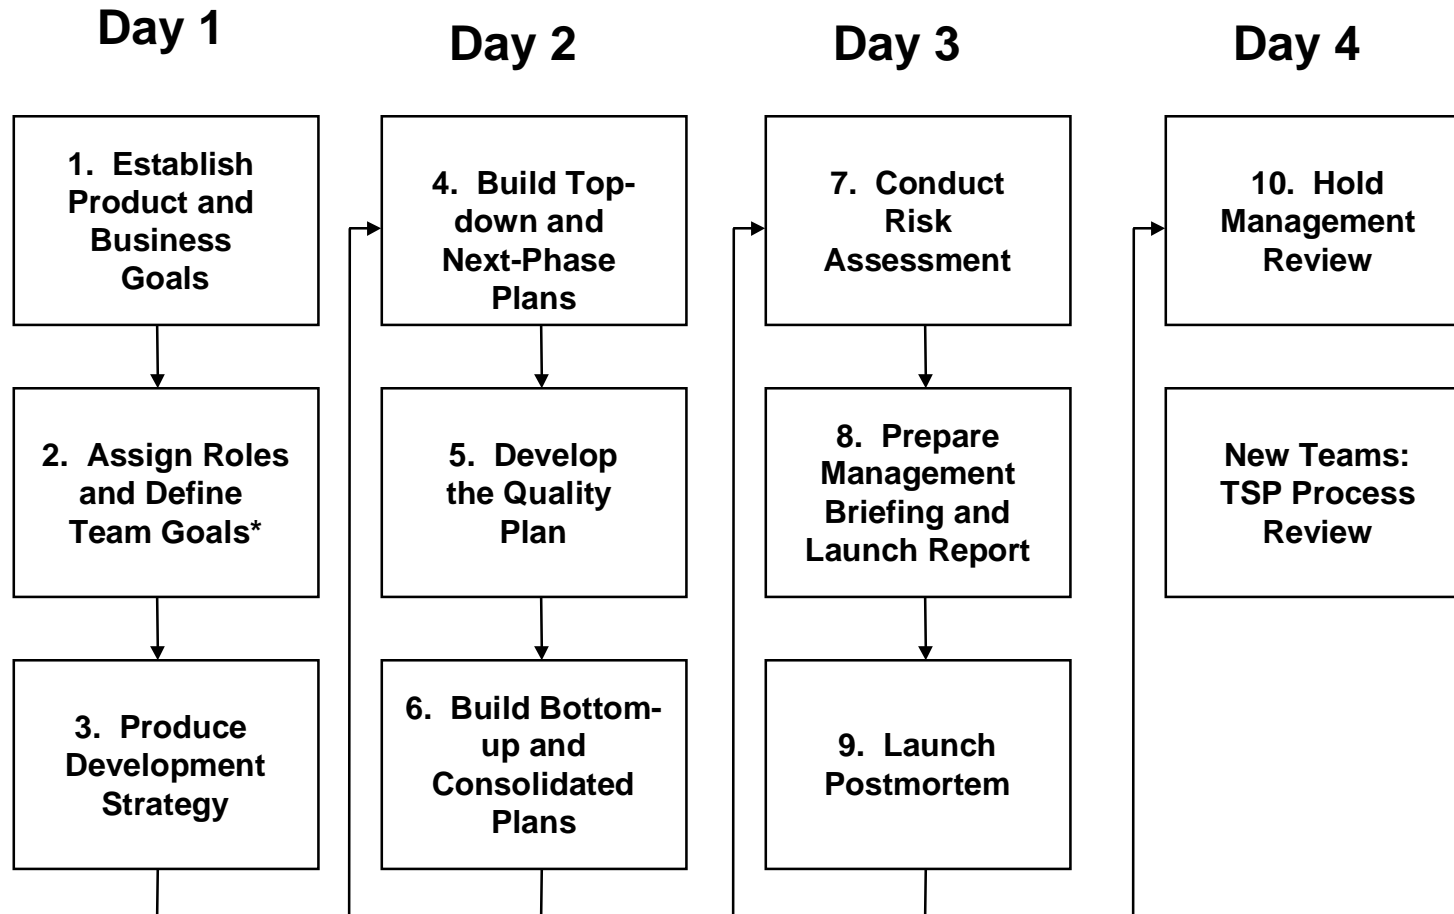 Day 1
1. Establish
Product and
Business
Goals
2. Assign Roles
and Define
Team Goals*
3. Produce
Development
Strategy
Day 2
4. Build Top-
down and
Next-Phase
Plans
5. Develop
the Quality
Plan
6. Build Bottom-
up and
Consolidated
Plans
Day 3
7. Conduct
Risk
Assessment
8. Prepare
Management
Briefing and
Launch Report
9. Launch
Postmortem
Day 4
10. Hold
Management
Review
New Teams:
TSP Process
Review